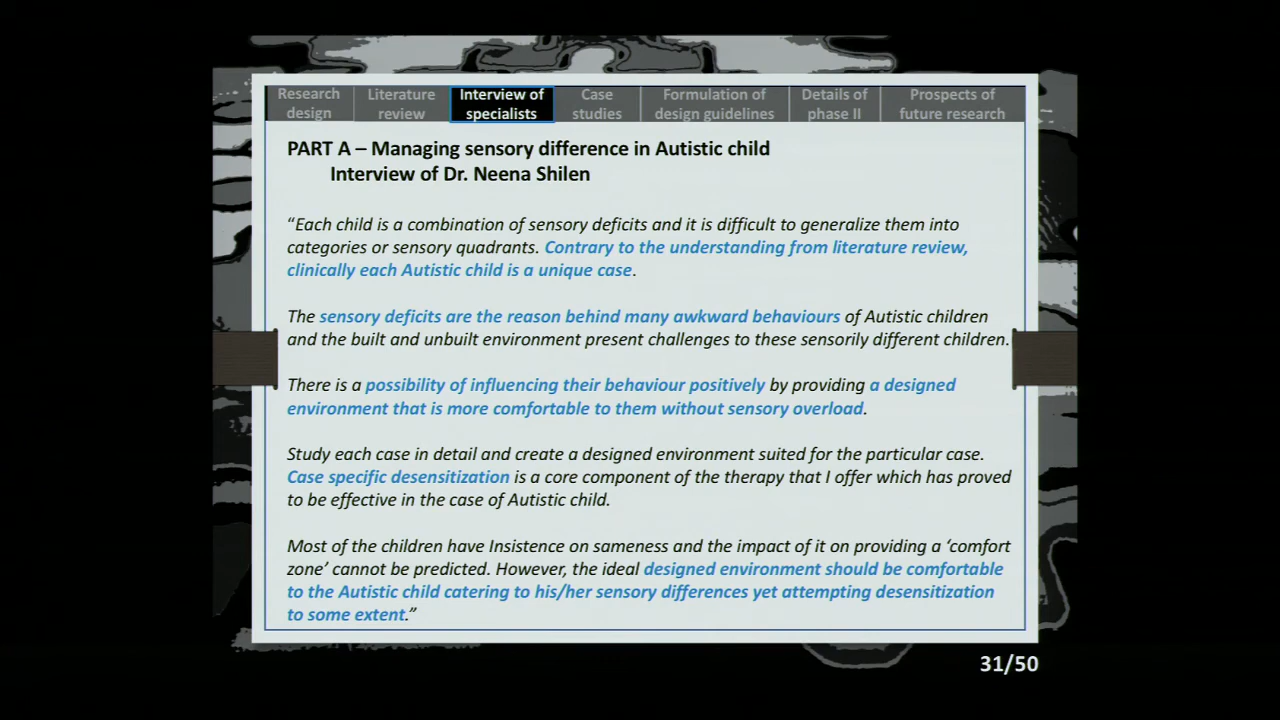 Research design
Literature review
Interview of specialists
Case studies
Formulation of design guidelines
Details of phase II
Prospects of future research
PART A – Managing sensory difference in Autistic child
Interview of Dr. Neena Shilen
“Each child is a combination of sensory deficits and it is difficult to generalize them into
categories or sensory quadrants. Contrary to the understanding from literature review,
clinically each Autistic child is a unique case.
The sensory deficits are the reason behind many awkward behaviours of Autistic children
and the built and unbuilt environment present challenges to these sensorily different children.
There is a possibility of influencing their behaviour positively by providing a designed
environment that is more comfortable to them without sensory overload.
Study each case in detail and create a designed environment suited for the particular case.
Case specific desensitization is a core component of the therapy that I offer which has proved
to be effective in the case of Autistic child.
Most of the children have Insistence on sameness and the impact of it on providing a ‘comfort
zone’ cannot be predicted. However, the ideal designed environment should be comfortable
to the Autistic child catering to his/her sensory differences yet attempting desensitization
to some extent.”
31/50